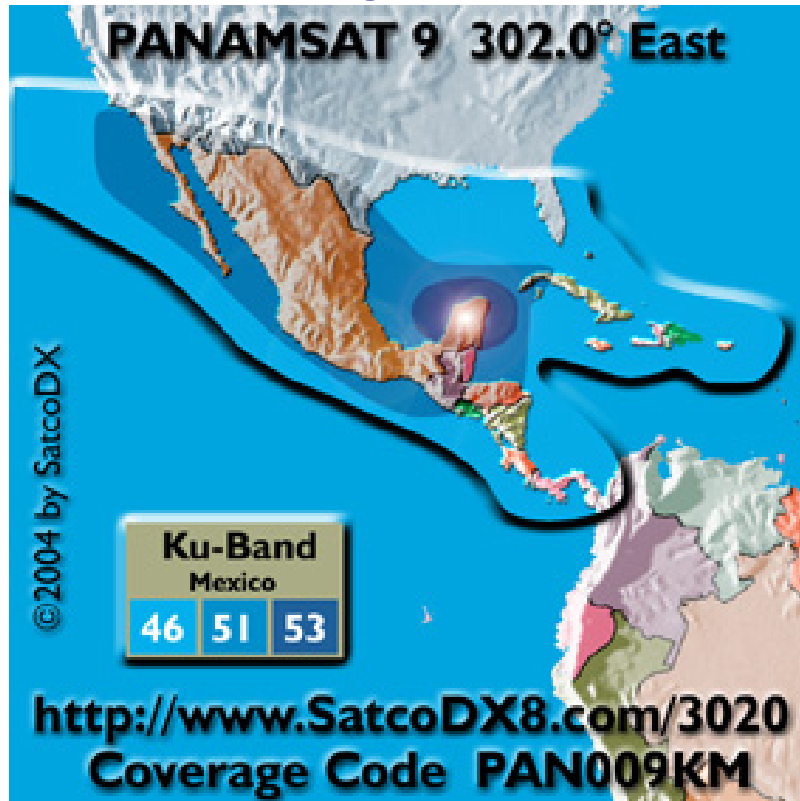 PANAMSAT 9 302.0° East
©2004 by SatcoDX
Ku-Band
Mexico
46 51 53
http://www.SatcoDX8.com/3020
Coverage Code PAN009KM